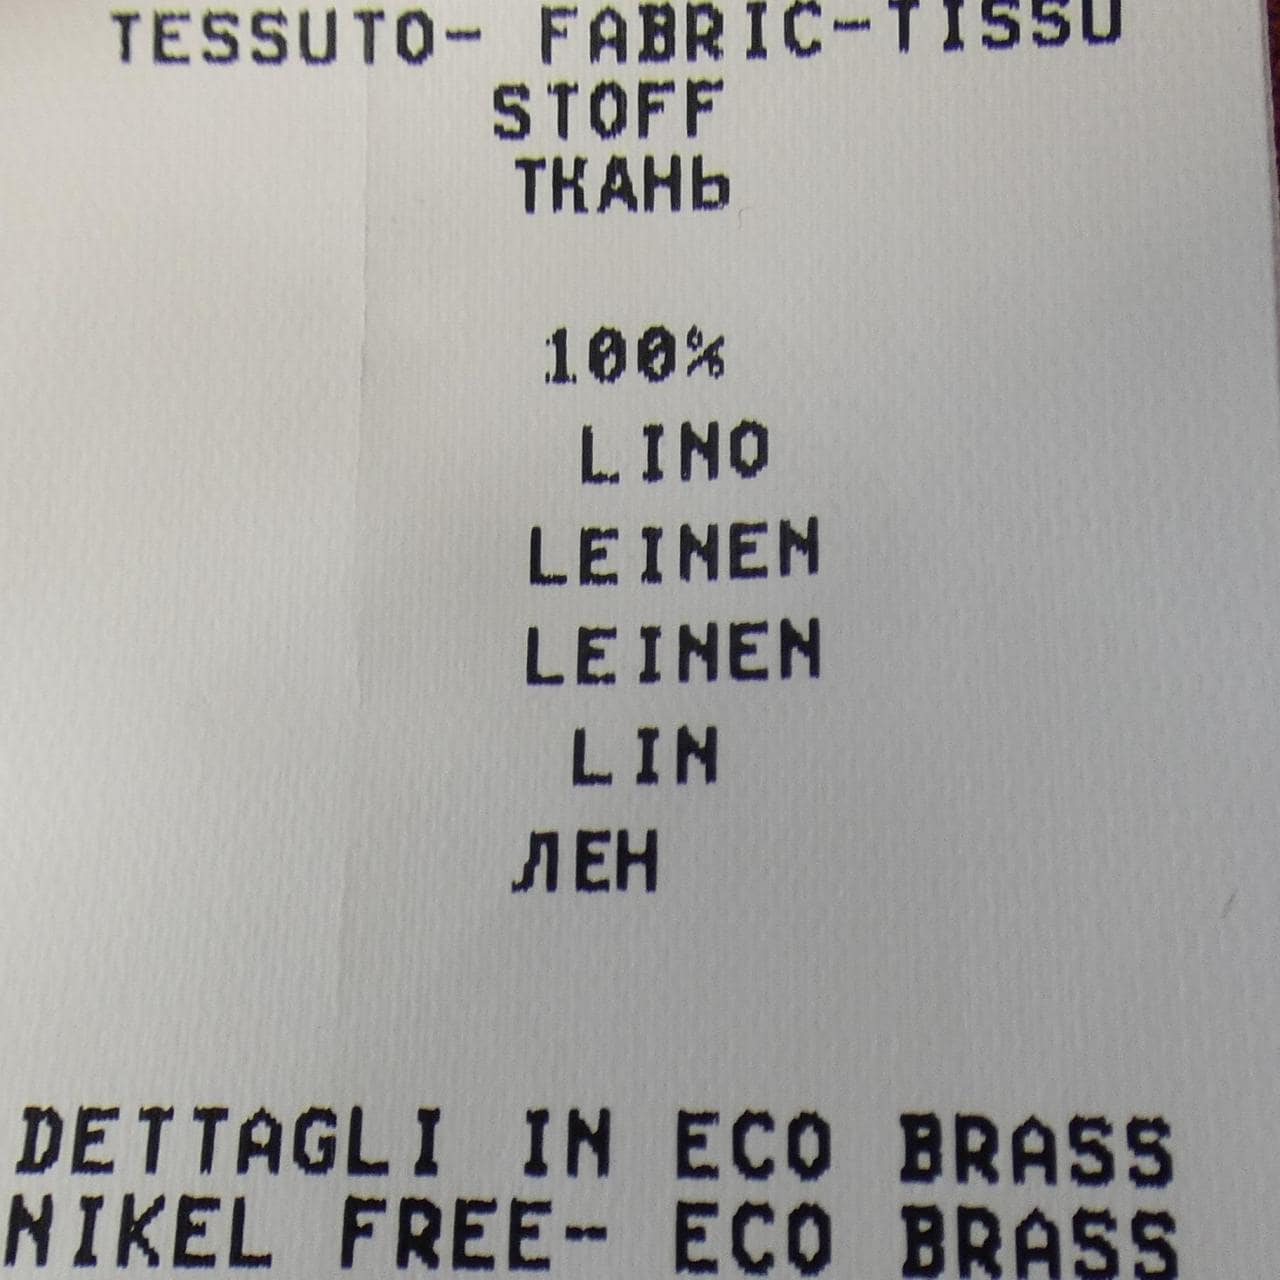 TESSUTO- FABRIC-TISSU
STOFF
ТКАНЬ
100%
LINO
LEINEN
LEINEN
LIN
ЛЕН
DETTAGLI IN ECO BRASS
NIKEL FREE- ECO BRASS